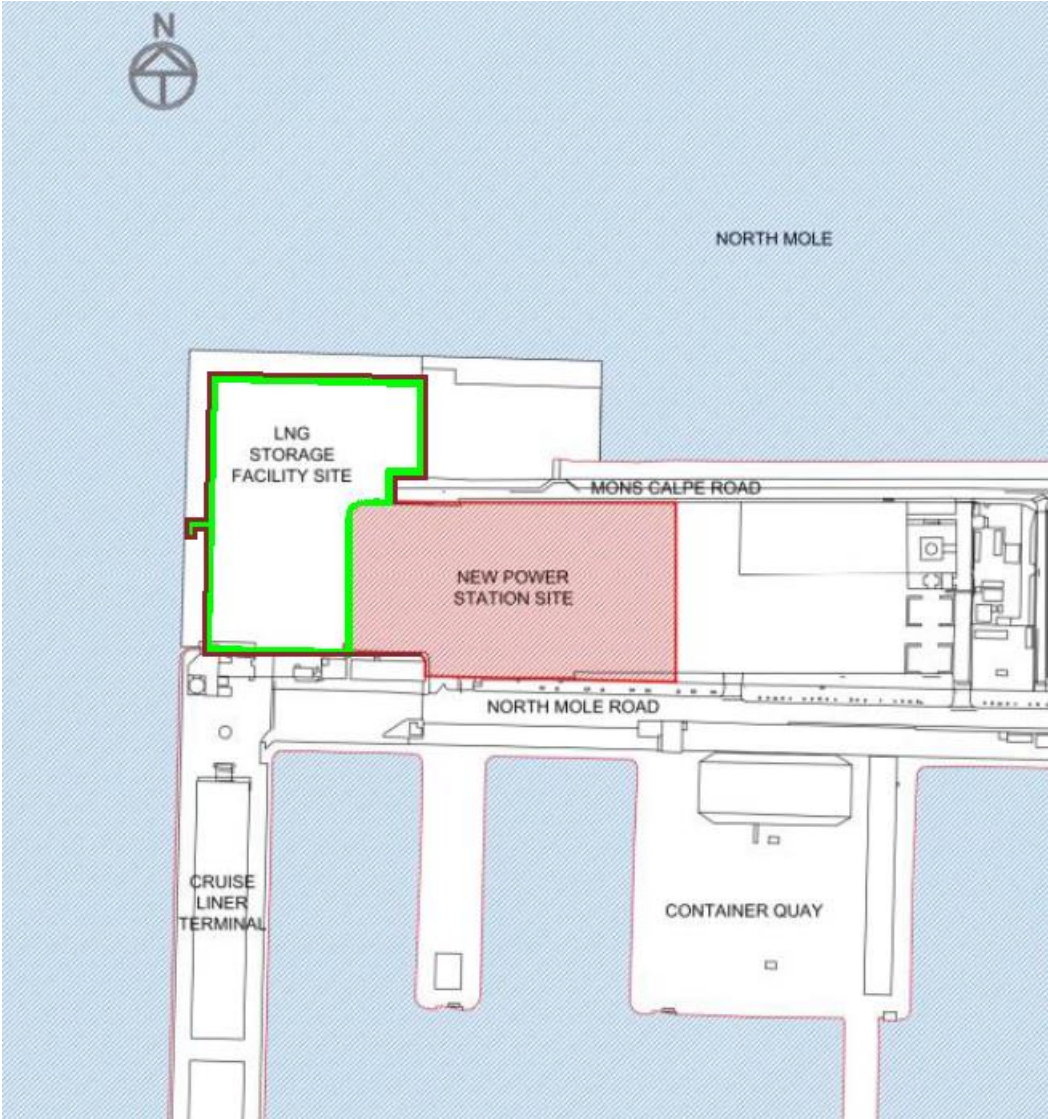 N
NORTH MOLE
LNG
STORAGE
FACILITY SITE
MONS CALPE ROAD
NEW POWER
STATION SITE
NORTH MOLE ROAD
CRUISE
LINER
TERMINAL
CONTAINER QUAY